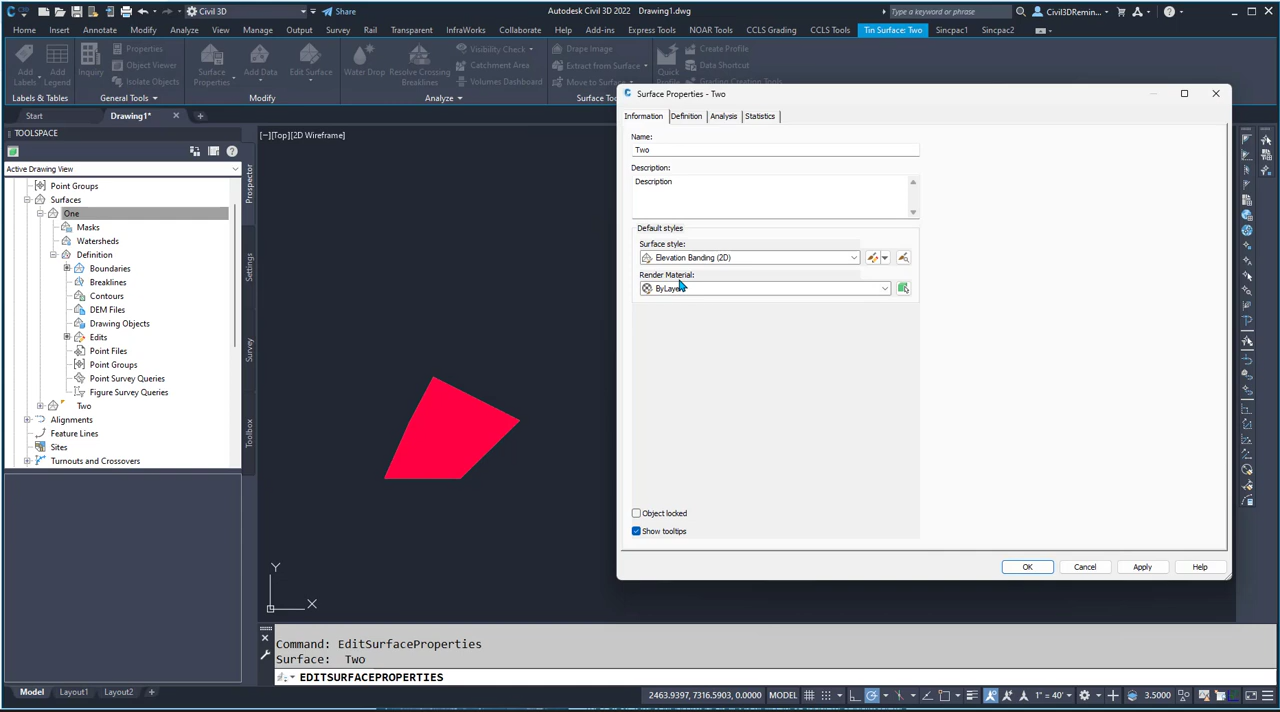 Civil 3D
Share
Autodesk Civil 3D 2022 Drawing1.dwg
Type a keyword or phrase
Civil3DRemin...
Home Insert Annotate Modify Analyze View Manage Output Survey Rail Transparent InfraWorks Collaborate Help Add-ins Express Tools NOAR Tools CCLS Grading CCLS Tools Tin Surface: Two Sincpac1 Sincpac2
Add Labels
Add Legend
Labels & Tables
Inquiry
Properties
Object Viewer
Isolate Objects
General Tools
Surface Properties
Add Data
Edit Surface
Modify
Water Drop
Resolve Crossing Breaklines
Visibility Check
Catchment Area
Volumes Dashboard
Analyze
Drape Image
Extract from Surface
Move to Surface
Surface Too
Quick Profile
Create Profile
Data Shortcut
Grading Creation Tools
Start
Drawing1*
TOOLSPACE
Active Drawing View
Point Groups
Surfaces
One
Masks
Watersheds
Definition
Boundaries
Breaklines
Contours
DEM Files
Drawing Objects
Edits
Point Files
Point Groups
Point Survey Queries
Figure Survey Queries
Two
Alignments
Feature Lines
Sites
Turnouts and Crossovers
Prospector
Settings
Survey
Toolbox
[−][Top][2D Wireframe]
Y
X
Surface Properties - Two
Information Definition Analysis Statistics
Name:
Two
Description:
Description
Default styles
Surface style:
Elevation Banding (2D)
Render Material:
ByLaye
Object locked
Show tooltips
OK Cancel Apply Help
Command: EditSurfaceProperties
Surface: Two
EDITSURFACEPROPERTIES
Model Layout1 Layout2
2463.9397, 7316.5903, 0.0000 MODEL
1" = 40'
3.5000